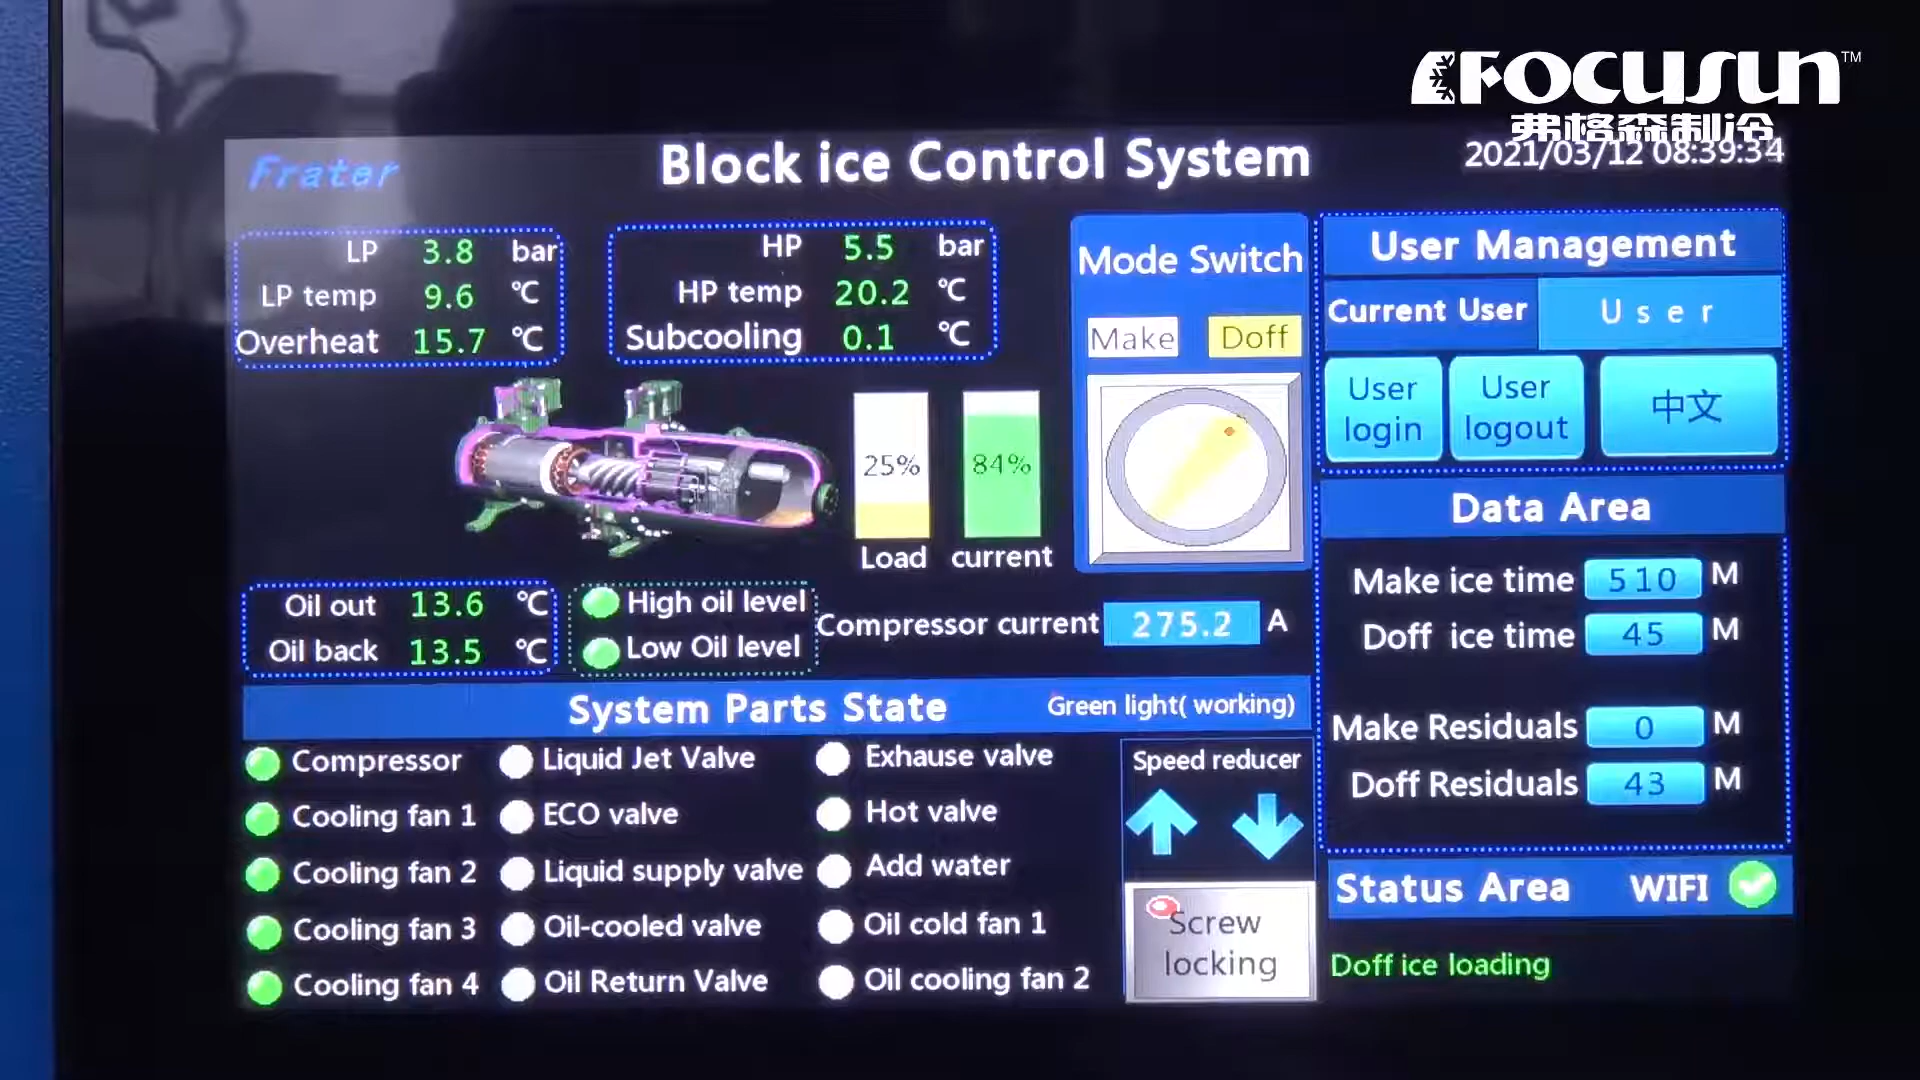 FOCUSUN™
弗格森制冷
Frater
Block ice Control System
2021/03/12 08:39:34
LP 3.8 bar
LP temp 9.6 ℃
Overheat 15.7 ℃
HP 5.5 bar
HP temp 20.2 ℃
Subcooling 0.1 ℃
Mode Switch
Make Doff
User Management
Current User User
User login
User logout
中文
25%
84%
Load current
Data Area
Make ice time 510 M
Doff ice time 45 M
Make Residuals 0 M
Doff Residuals 43 M
Oil out 13.6 ℃
Oil back 13.5 ℃
High oil level
Low Oil level
Compressor current 275.2 A
System Parts State Green light( working)
Compressor Liquid Jet Valve Exhause valve
Cooling fan 1 ECO valve Hot valve
Cooling fan 2 Liquid supply valve Add water
Cooling fan 3 Oil-cooled valve Oil cold fan 1
Cooling fan 4 Oil Return Valve Oil cooling fan 2
Speed reducer
Screw
locking
Status Area WIFI
Doff ice loading